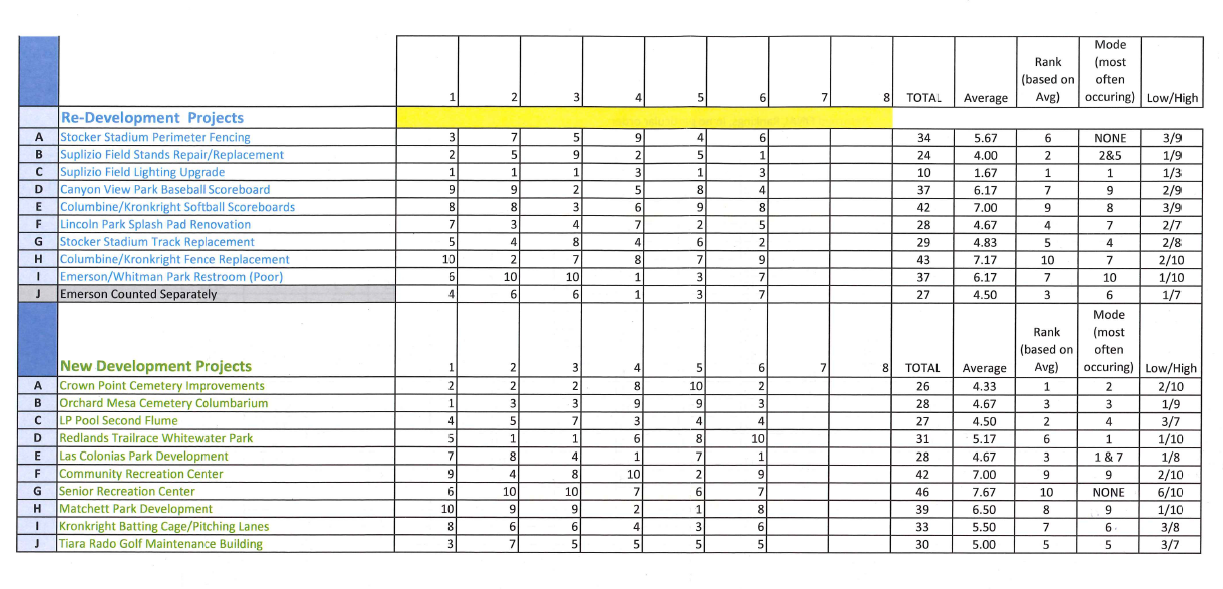 Mode
Rank (most
(based on often
1 2 3 4 5 6 7 8 TOTAL Average Avg) occuring) Low/High
Re-Development Projects
A Stocker Stadium Perimeter Fencing 3 7 5 9 4 6 34 5.67 6 NONE 3/9
B Suplizio Field Stands Repair/Replacement 2 5 9 2 5 1 24 4.00 2 2&5 1/9
C Suplizio Field Lighting Upgrade 1 1 1 3 1 3 10 1.67 1 1 1/3
D Canyon View Park Baseball Scoreboard 9 9 2 5 8 4 37 6.17 7 9 2/9
E Columbine/Kronkright Softball Scoreboards 8 8 3 6 9 8 42 7.00 9 8 3/9
F Lincoln Park Splash Pad Renovation 7 3 4 7 2 5 28 4.67 4 7 2/7
G Stocker Stadium Track Replacement 5 4 8 4 6 2 29 4.83 5 4 2/8
H Columbine/Kronkright Fence Replacement 10 2 7 8 7 9 43 7.17 10 7 2/10
I Emerson/Whitman Park Restroom (Poor) 6 10 10 1 3 7 37 6.17 7 10 1/10
J Emerson Counted Separately 4 6 6 1 3 7 27 4.50 3 6 1/7
Mode
Rank (most
(based on often
New Development Projects 1 2 3 4 5 6 7 8 TOTAL Average Avg) occuring) Low/High
A Crown Point Cemetery Improvements 2 2 2 8 10 2 26 4.33 1 2 2/10
B Orchard Mesa Cemetery Columbarium 1 3 3 9 9 3 28 4.67 3 3 1/9
C LP Pool Second Flume 4 5 7 3 4 4 27 4.50 2 4 3/7
D Redlands Trailrace Whitewater Park 5 1 1 6 8 10 31 5.17 6 1 1/10
E Las Colonias Park Development 7 8 4 1 7 1 28 4.67 3 1 & 7 1/8
F Community Recreation Center 9 4 8 10 2 9 42 7.00 9 9 2/10
G Senior Recreation Center 6 10 10 7 6 7 46 7.67 10 NONE 6/10
H Matchett Park Development 10 9 9 2 1 8 39 6.50 8 9 1/10
I Kronkright Batting Cage/Pitching Lanes 8 6 6 4 3 6 33 5.50 7 6 3/8
J Tiara Rado Golf Maintenance Building 3 7 5 5 5 5 30 5.00 5 5 3/7